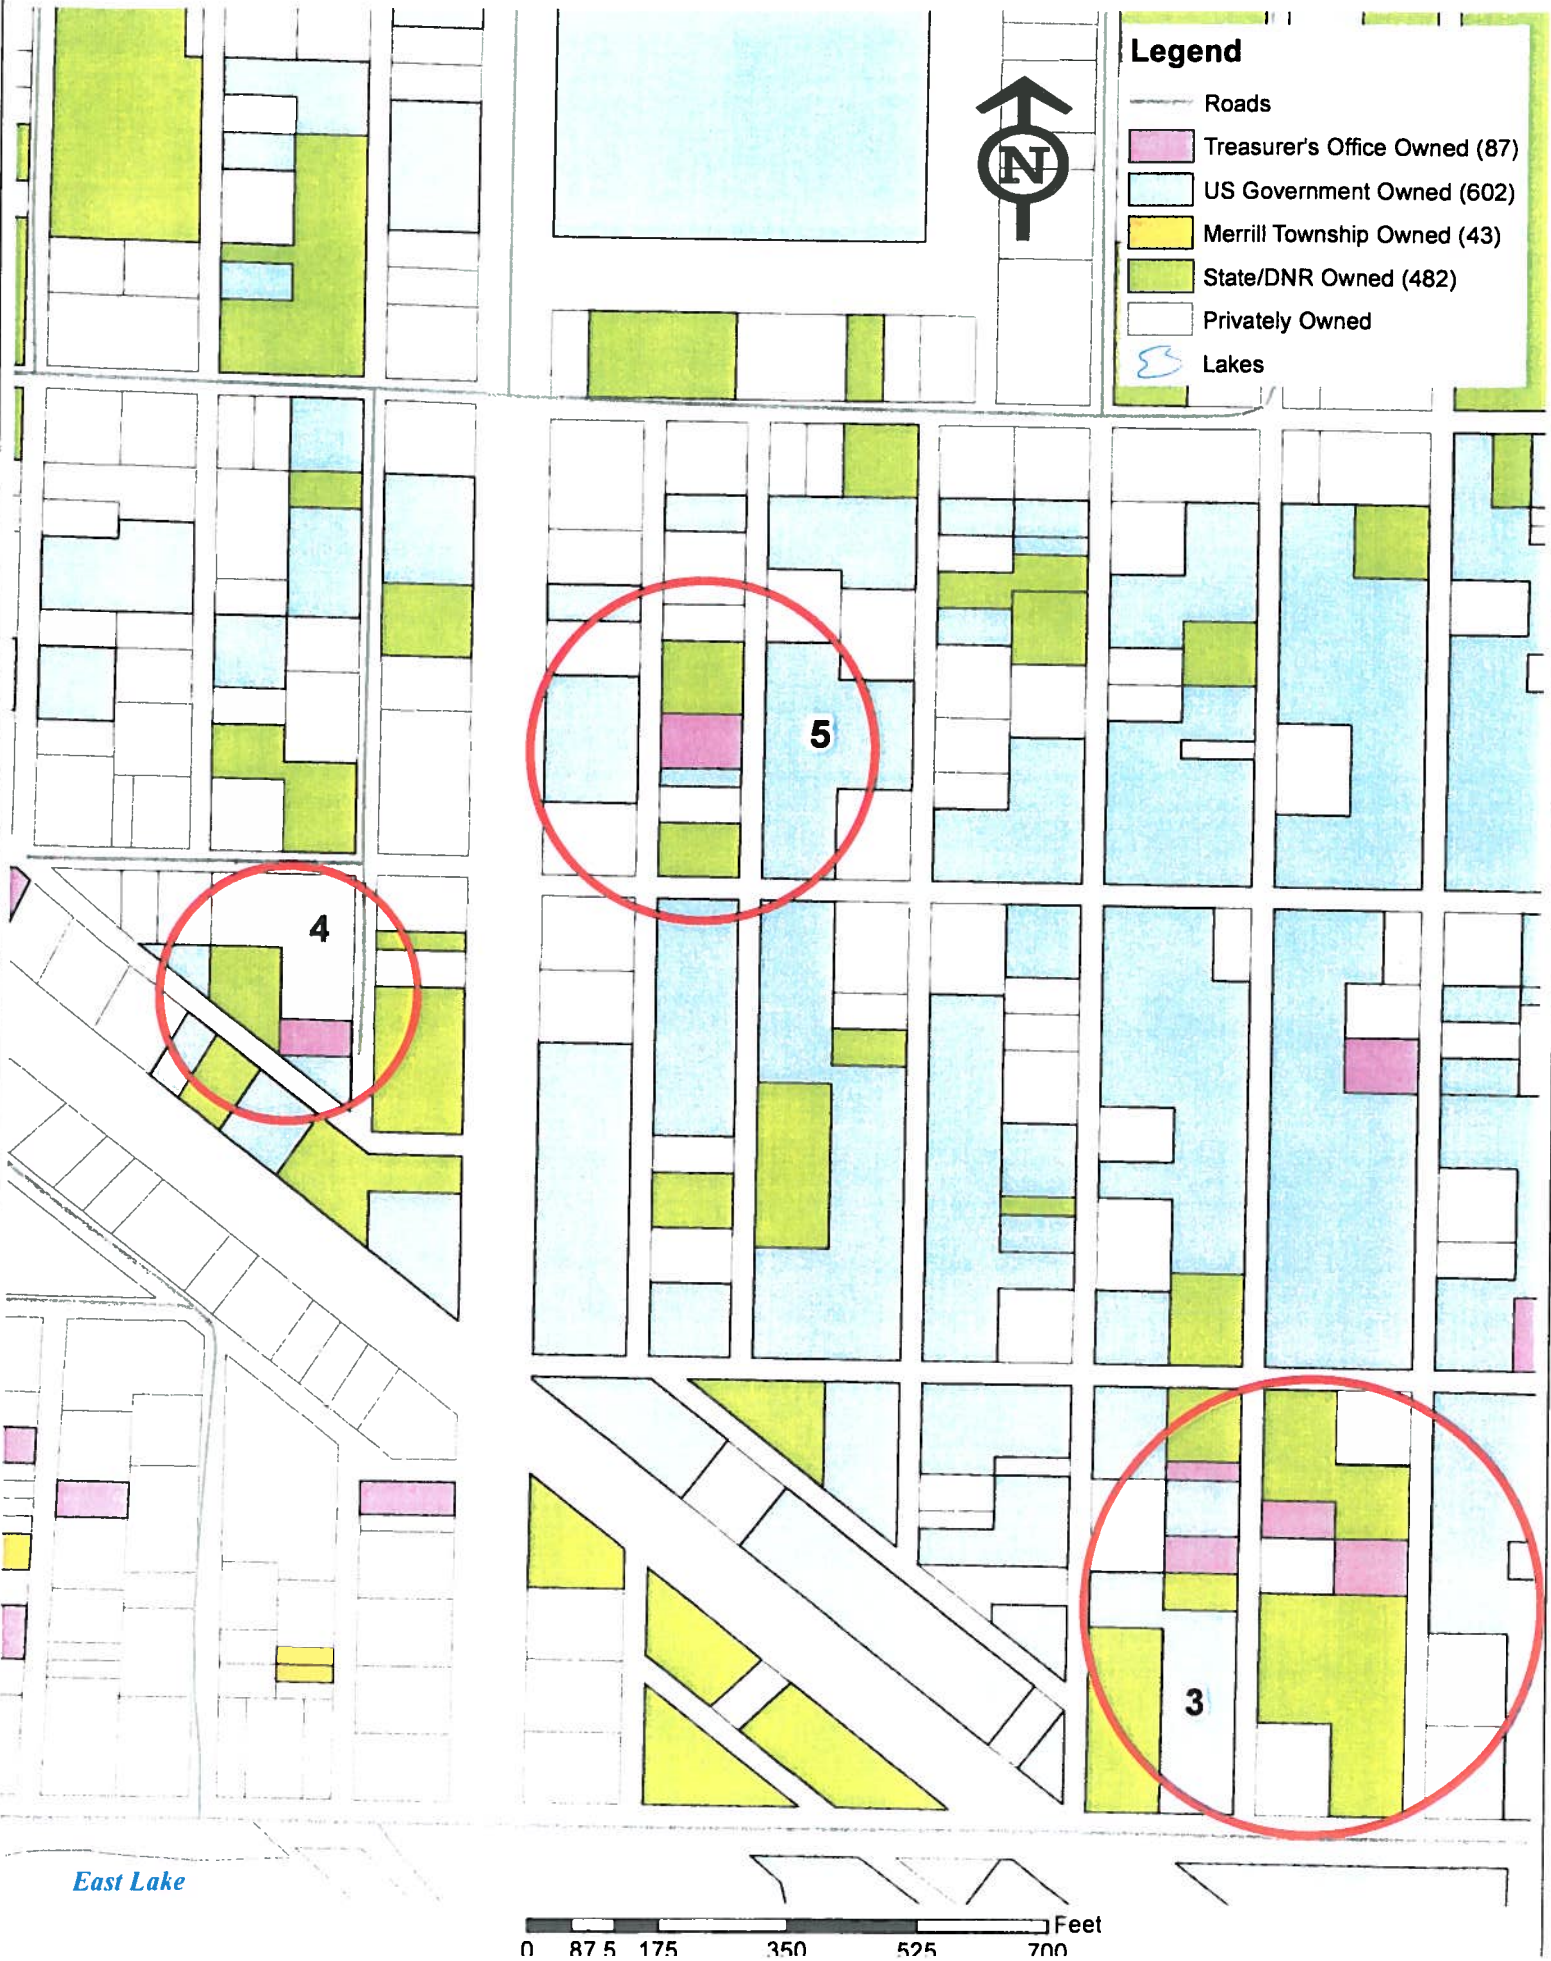 Legend
Roads
Treasurer's Office Owned (87)
US Government Owned (602)
Merrill Township Owned (43)
State/DNR Owned (482)
Privately Owned
Lakes
N
5
4
3
East Lake
Feet
0 87 5 175 350 525 700